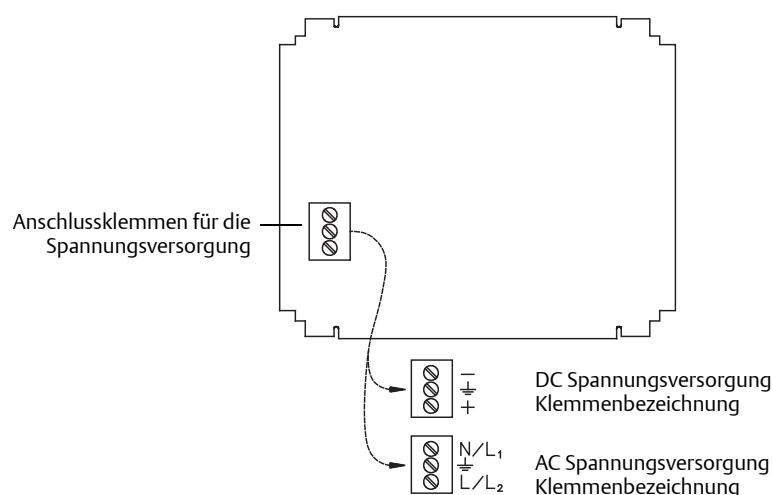 Anschlussklemmen für die
Spannungsversorgung
−
+
DC Spannungsversorgung
Klemmenbezeichnung
N/L₁
L/L₂
AC Spannungsversorgung
Klemmenbezeichnung